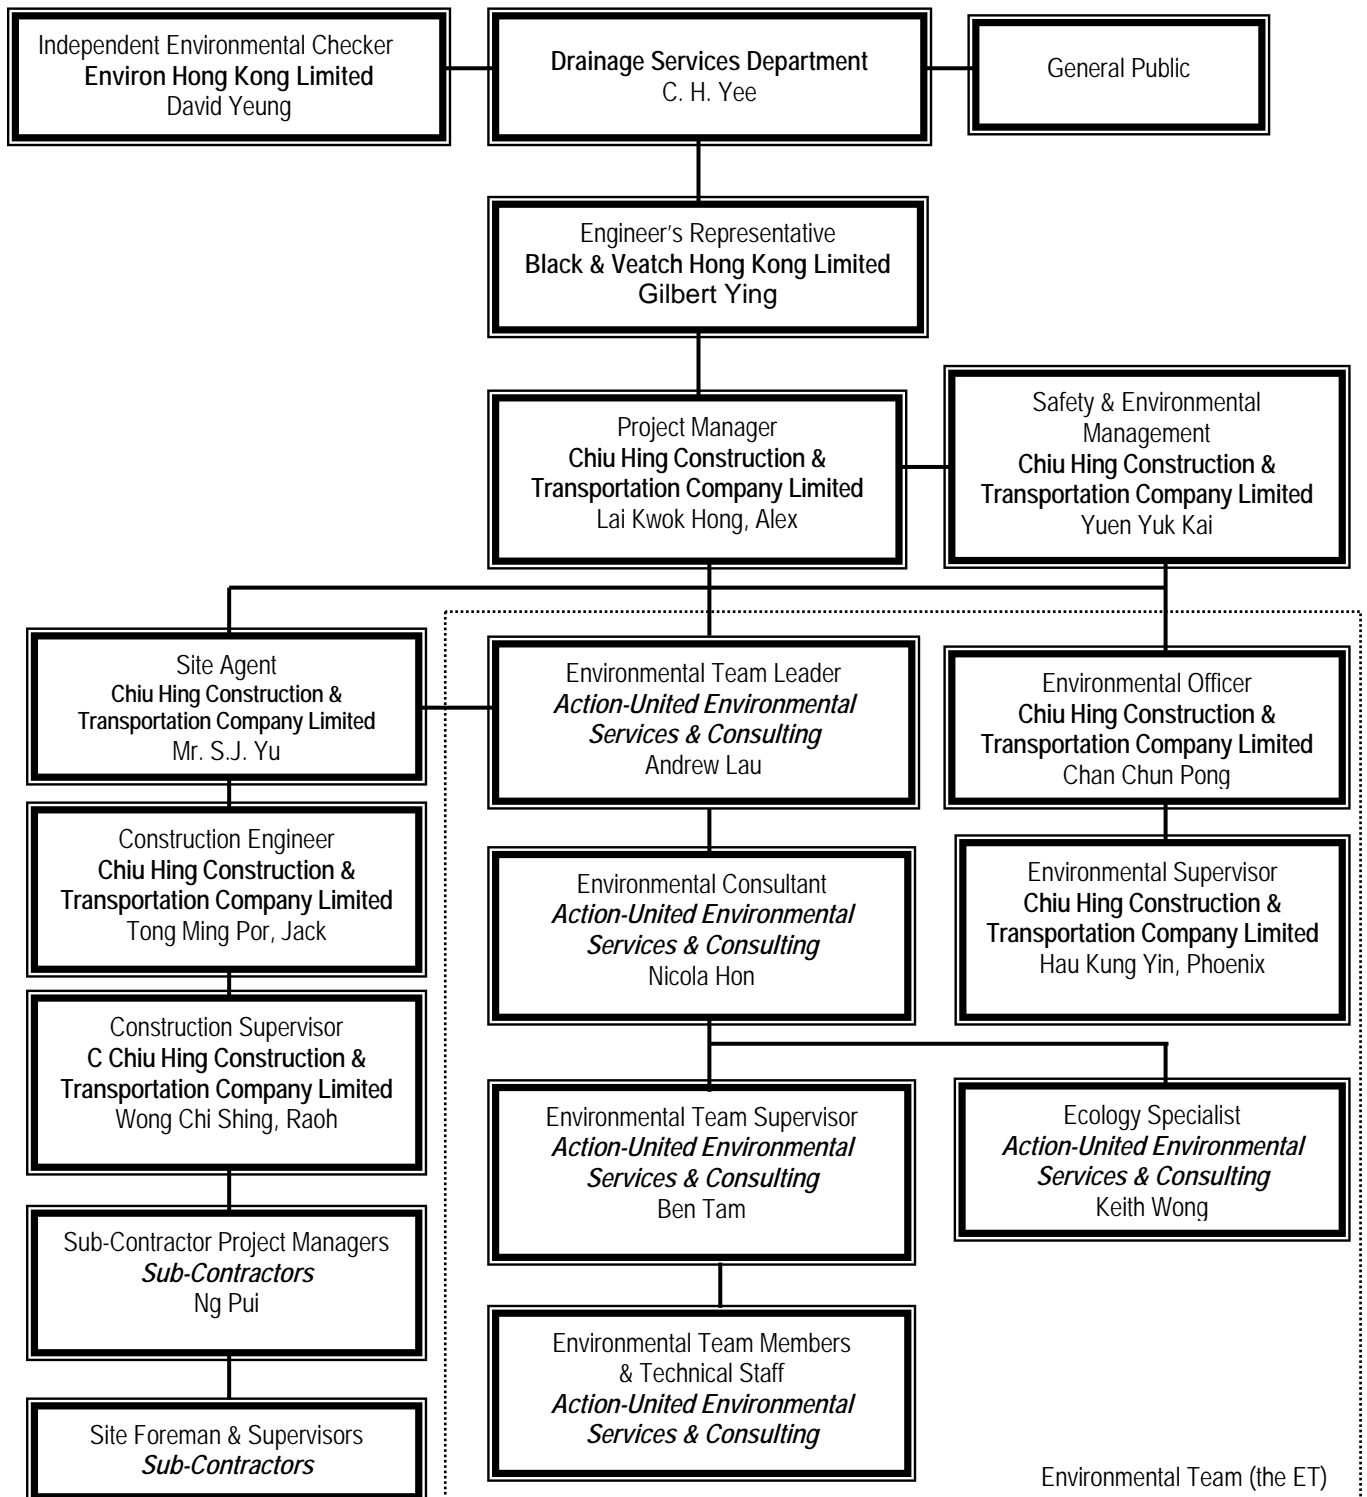 Independent Environmental Checker
Environ Hong Kong Limited
David Yeung
Drainage Services Department
C. H. Yee
General Public
Engineer's Representative
Black & Veatch Hong Kong Limited
Gilbert Ying
Project Manager
Chiu Hing Construction &
Transportation Company Limited
Lai Kwok Hong, Alex
Safety & Environmental
Management
Chiu Hing Construction &
Transportation Company Limited
Yuen Yuk Kai
Site Agent
Chiu Hing Construction &
Transportation Company Limited
Mr. S.J. Yu
Environmental Team Leader
Action-United Environmental
Services & Consulting
Andrew Lau
Environmental Officer
Chiu Hing Construction &
Transportation Company Limited
Chan Chun Pong
Construction Engineer
Chiu Hing Construction &
Transportation Company Limited
Tong Ming Por, Jack
Environmental Consultant
Action-United Environmental
Services & Consulting
Nicola Hon
Environmental Supervisor
Chiu Hing Construction &
Transportation Company Limited
Hau Kung Yin, Phoenix
Construction Supervisor
C Chiu Hing Construction &
Transportation Company Limited
Wong Chi Shing, Raoh
Environmental Team Supervisor
Action-United Environmental
Services & Consulting
Ben Tam
Ecology Specialist
Action-United Environmental
Services & Consulting
Keith Wong
Sub-Contractor Project Managers
Sub-Contractors
Ng Pui
Environmental Team Members
& Technical Staff
Action-United Environmental
Services & Consulting
Site Foreman & Supervisors
Sub-Contractors
Environmental Team (the ET)